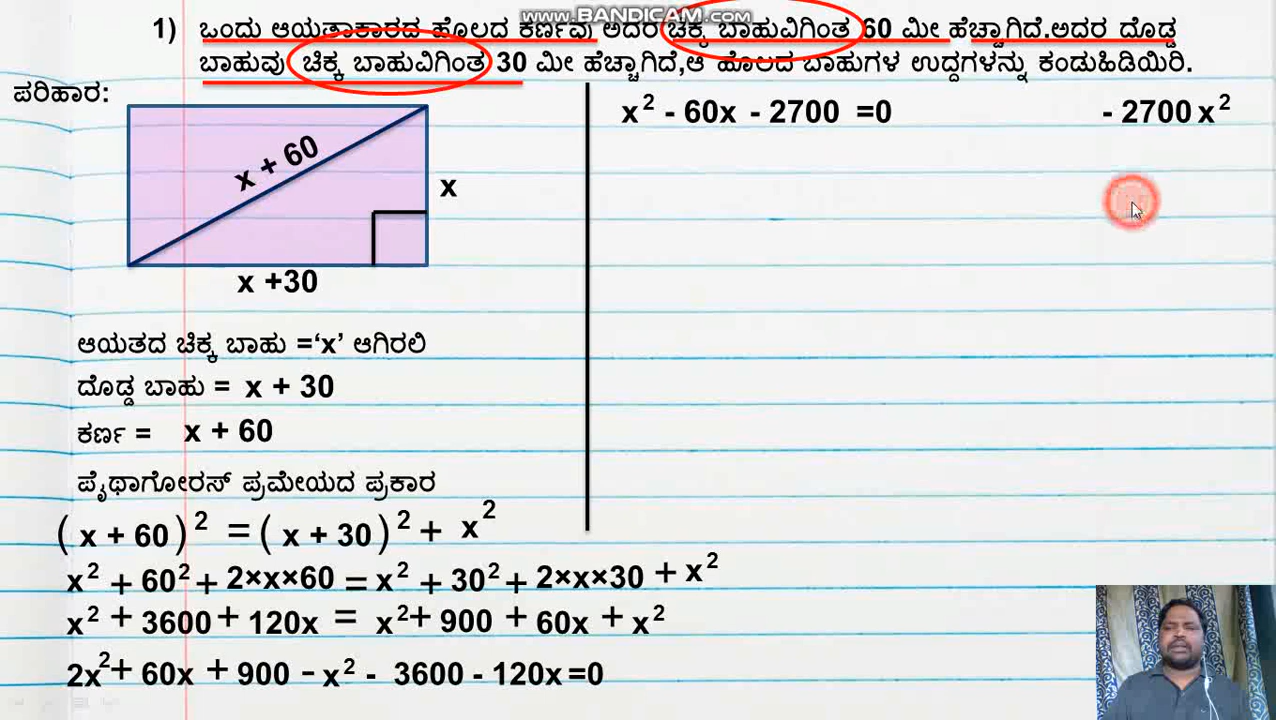 www.BANDICAM.com
1) ಒಂದು ಆಯತಾಕಾರದ ಹೊಲದ ಕರ್ಣವು ಅದರ ಚಿಕ್ಕ ಬಾಹುವಿಗಿಂತ 60 ಮೀ ಹೆಚ್ಚಾಗಿದೆ.ಅದರ ದೊಡ್ಡ
ಬಾಹುವು ಚಿಕ್ಕ ಬಾಹುವಿಗಿಂತ 30 ಮೀ ಹೆಚ್ಚಾಗಿದೆ,ಆ ಹೊಲದ ಬಾಹುಗಳ ಉದ್ದಗಳನ್ನು ಕಂಡುಹಿಡಿಯಿರಿ.
ಪರಿಹಾರ:
x + 60
x
x +30
ಆಯತದ ಚಿಕ್ಕ ಬಾಹು =‘x’ ಆಗಿರಲಿ
ದೊಡ್ಡ ಬಾಹು = x + 30
ಕರ್ಣ = x + 60
ಪೈಥಾಗೋರಸ್ ಪ್ರಮೇಯದ ಪ್ರಕಾರ
( x + 60 )² = ( x + 30 )² + x²
x² + 60² + 2×x×60 = x² + 30² + 2×x×30 + x²
x² + 3600 + 120x = x² + 900 + 60x + x²
2x² + 60x + 900 - x² - 3600 - 120x =0
x² - 60x - 2700 =0
- 2700 x²